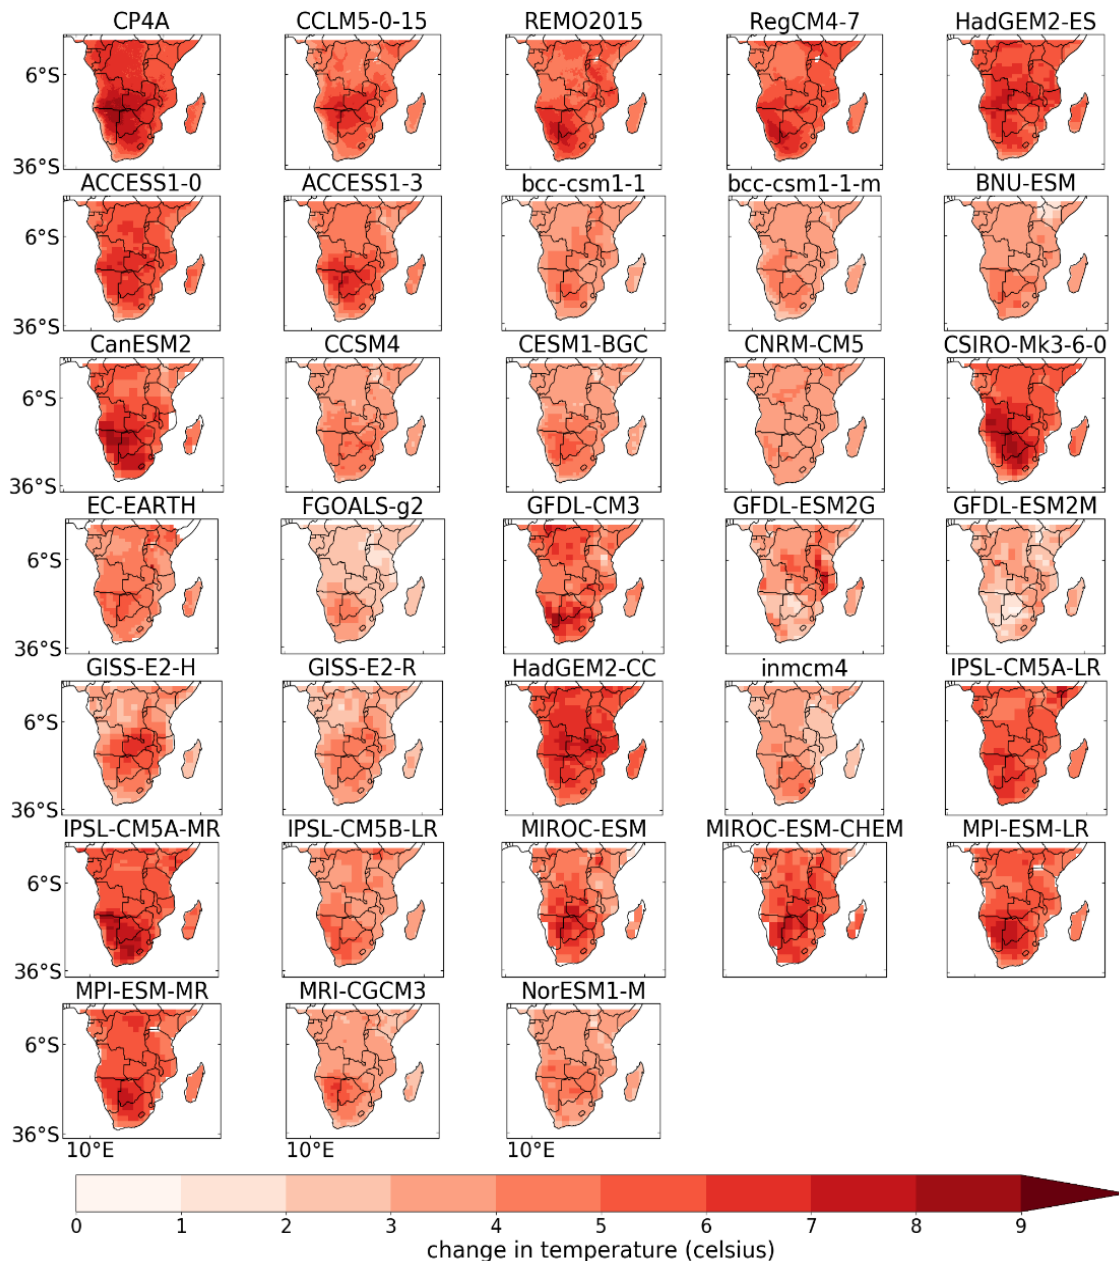 CP4A CCLM5-0-15 REMO2015 RegCM4-7 HadGEM2-ES
6°S
36°S
ACCESS1-0 ACCESS1-3 bcc-csm1-1 bcc-csm1-1-m BNU-ESM
6°S
36°S
CanESM2 CCSM4 CESM1-BGC CNRM-CM5 CSIRO-Mk3-6-0
6°S
36°S
EC-EARTH FGOALS-g2 GFDL-CM3 GFDL-ESM2G GFDL-ESM2M
6°S
36°S
GISS-E2-H GISS-E2-R HadGEM2-CC inmcm4 IPSL-CM5A-LR
6°S
36°S
IPSL-CM5A-MR IPSL-CM5B-LR MIROC-ESM MIROC-ESM-CHEM MPI-ESM-LR
6°S
36°S
MPI-ESM-MR MRI-CGCM3 NorESM1-M
6°S
36°S
10°E 10°E 10°E
0 1 2 3 4 5 6 7 8 9
change in temperature (celsius)